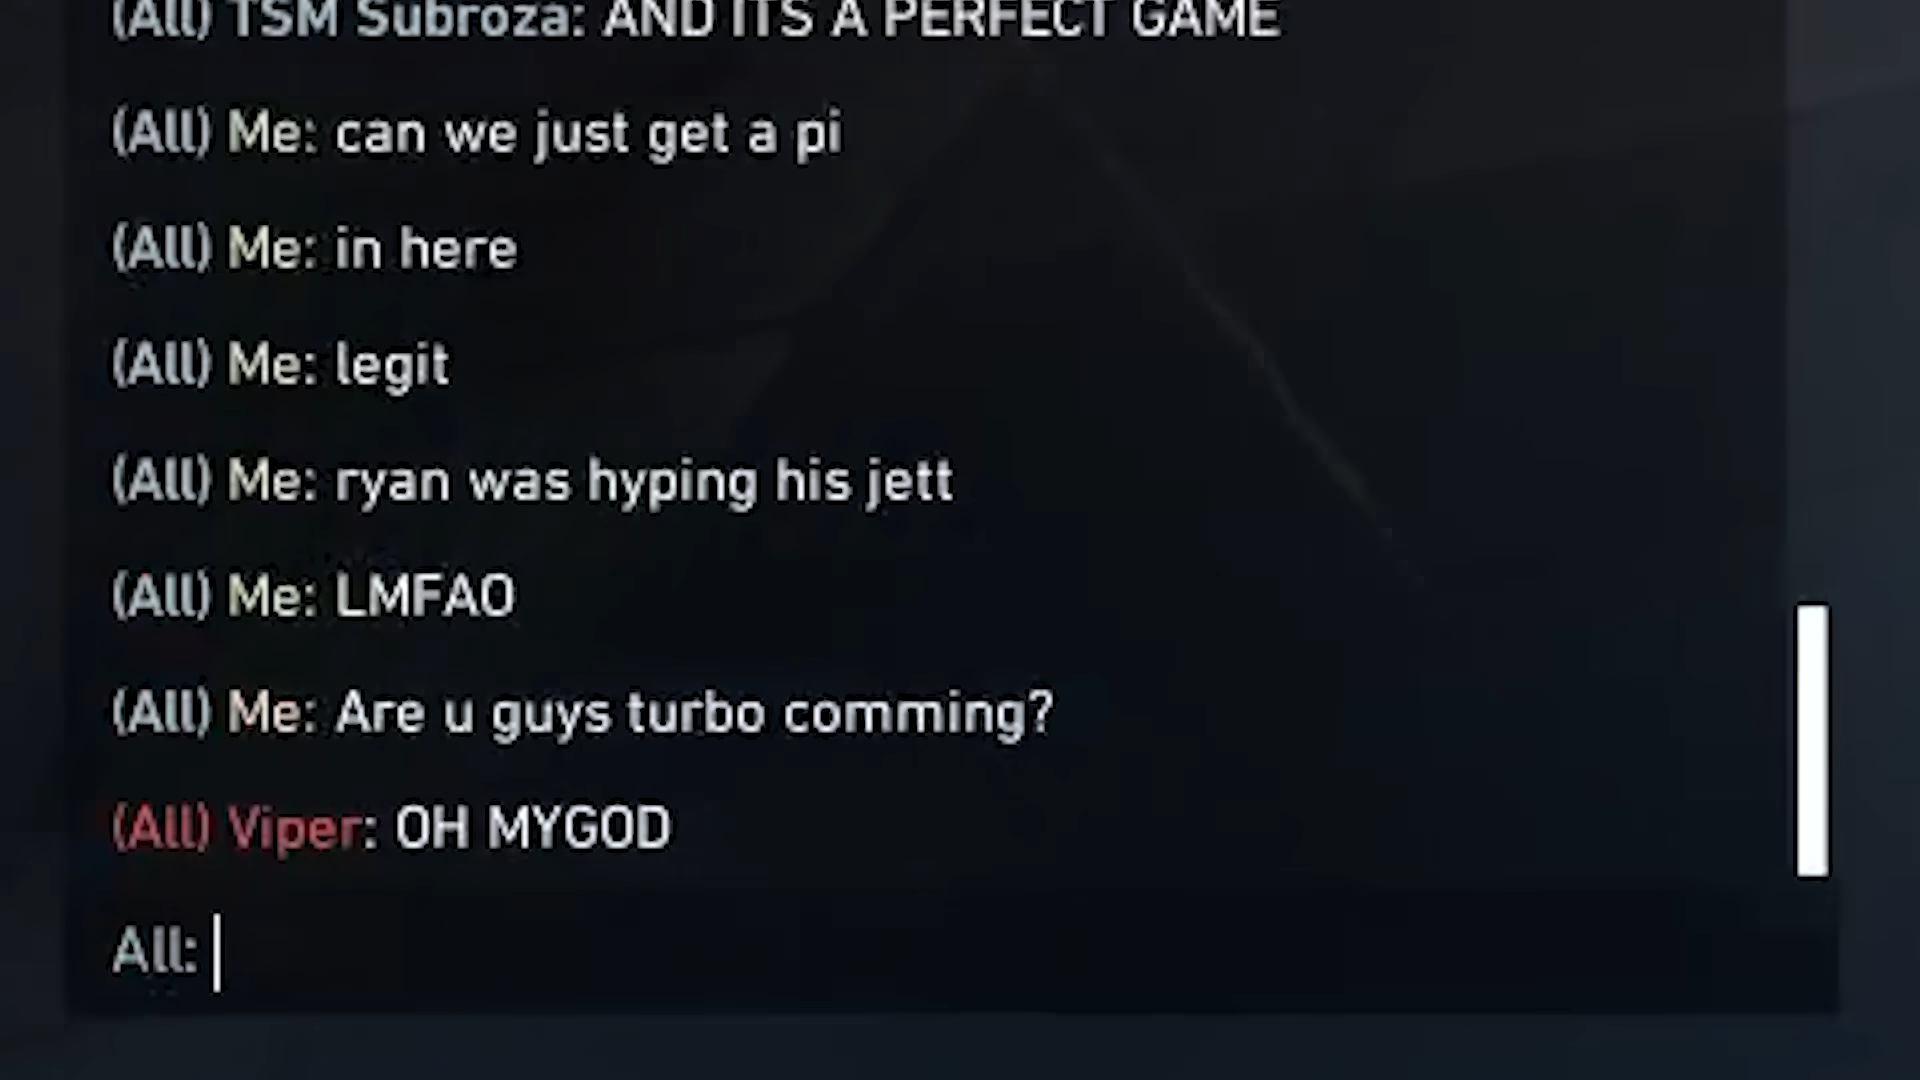 (All) TSM Subroza: AND ITS A PERFECT GAME
(All) Me: can we just get a pi
(All) Me: in here
(All) Me: legit
(All) Me: ryan was hyping his jett
(All) Me: LMFAO
(All) Me: Are u guys turbo comming?
(All) Viper: OH MYGOD
All: